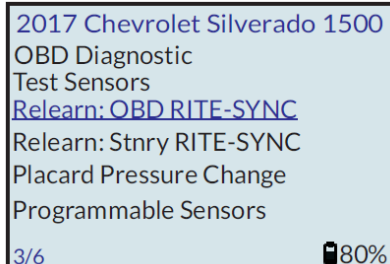 2017 Chevrolet Silverado 1500
OBD Diagnostic
Test Sensors
Relearn: OBD RITE-SYNC
Relearn: Stnry RITE-SYNC
Placard Pressure Change
Programmable Sensors
3/6 80%